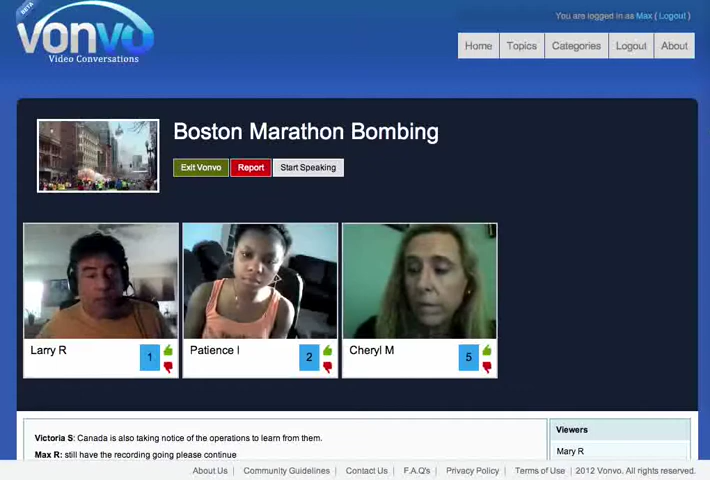 BETA
vonvo
Video Conversations
You are logged in as Max ( Logout )
Home Topics Categories Logout About
Boston Marathon Bombing
Exit Vonvo Report Start Speaking
Larry R 1 Patience I 2 Cheryl M 5
Victoria S: Canada is also taking notice of the operations to learn from them.
Max R: still have the recording going please continue
Viewers
Mary R
About Us | Community Guidelines | Contact Us | F.A.Q's | Privacy Policy | Terms of Use | 2012 Vonvo. All rights reserved.